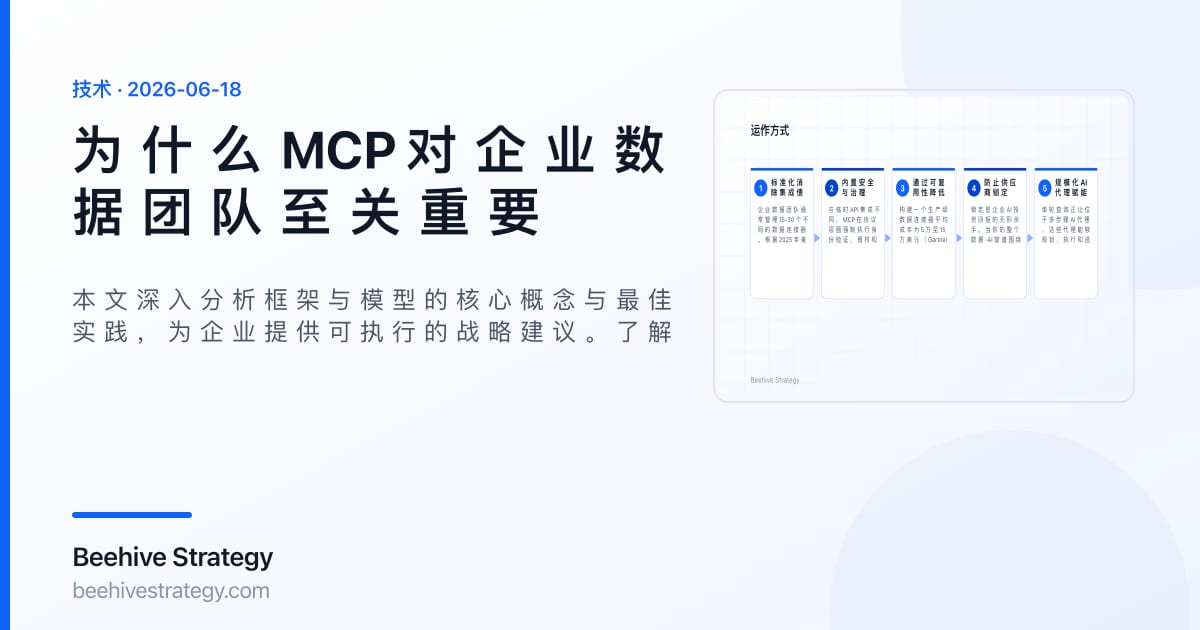 技术 · 2026-06-18
为什么MCP对企业数
据团队至关重要
本文深入分析框架与模型的核心概念与最佳
实践，为企业提供可执行的战略建议。了解
Beehive Strategy
beehivestrategy.com
运作方式
1 标准化消
除集成债
企业数据团队通
常管理15-30个不
同的数据连接器
。根据2025年麦
2 内置安全
与治理
与临时API集成不
同，MCP在协议
层面强制执行身
份验证、授权和
3 通过可复
用性降低
构建一个生产级
数据连接器平均
成本为5万至15
万美元（Gartner
4 防止供应
商锁定
锁定是企业AI投
资回报的无形杀
手。当你的整个
数据-AI管道围绕
5 规模化AI
代理赋能
单轮查询正让位
于多步骤AI代理
。这些代理能够
规划、执行和迭
Beehive Strategy